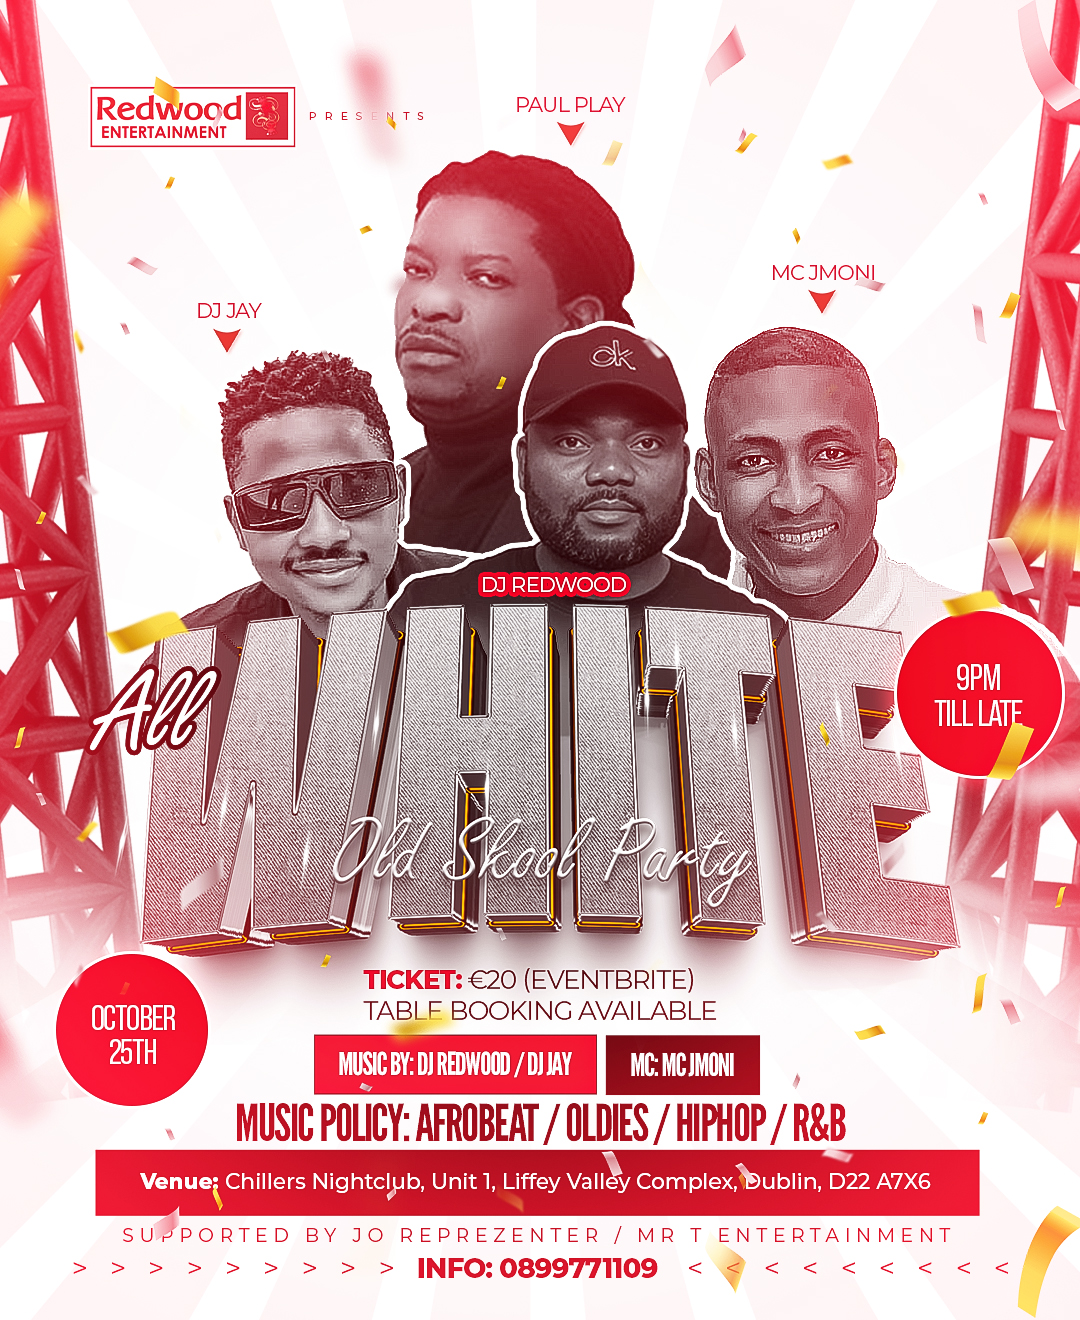 Redwood
ENTERTAINMENT
PRESENTS
PAUL PLAY
MC JMONI
DJ JAY
ck
DJ REDWOOD
All
WHITE
Old Skool Party
9PM
TILL LATE
OCTOBER
25TH
TICKET: €20 (EVENTBRITE)
TABLE BOOKING AVAILABLE
MUSIC BY: DJ REDWOOD / DJ JAY
MC: MC JMONI
MUSIC POLICY: AFROBEAT / OLDIES / HIPHOP / R&B
Venue: Chillers Nightclub, Unit 1, Liffey Valley Complex, Dublin, D22 A7X6
SUPPORTED BY JO REPREZENTER / MR T ENTERTAINMENT
> > > > > > > > > INFO: 0899771109 < < < < < < < < <